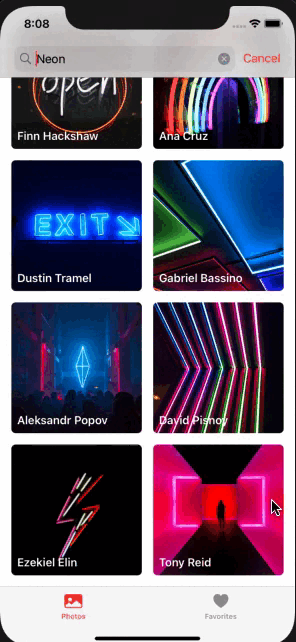 8:08
Neon
Cancel
open
Finn Hackshaw
Ana Cruz
EXIT
Dustin Tramel
Gabriel Bassino
Aleksandr Popov
David Pisnoy
Ezekiel Elin
Tony Reid
Photos
Favorites